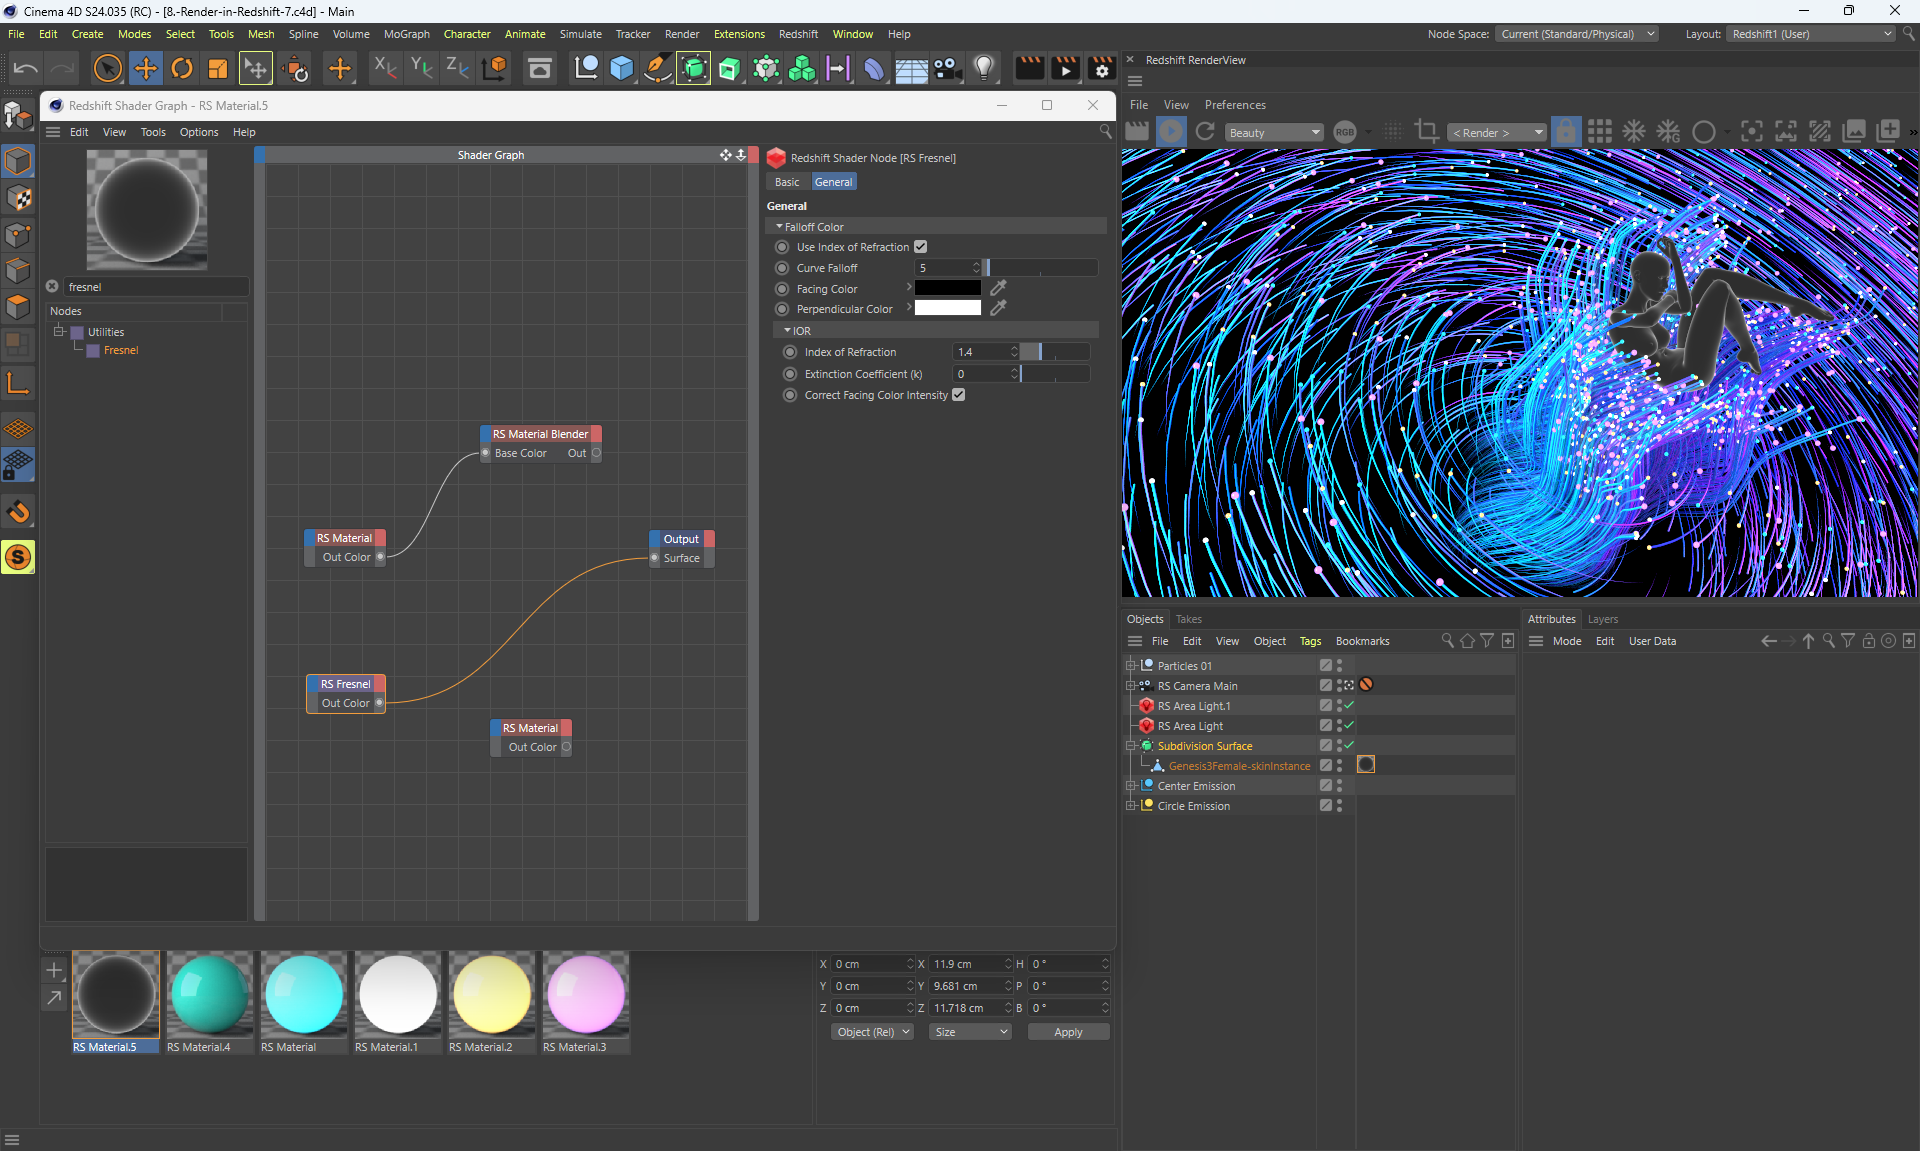 Cinema 4D S24.035 (RC) - [8.-Render-in-Redshift-7.c4d] - Main
File Edit Create Modes Select Tools Mesh Spline Volume MoGraph Character Animate Simulate Tracker Render Extensions Redshift Window Help
Node Space: Current (Standard/Physical) Layout: Redshift1 (User)
X Y Z
Redshift RenderView
File View Preferences
Beauty RGB < Render >
Redshift Shader Graph - RS Material.5
Edit View Tools Options Help
Shader Graph
fresnel
Nodes
Utilities
Fresnel
RS Material Blender
Base Color Out
RS Material
Out Color
Output
Surface
RS Fresnel
Out Color
RS Material
Out Color
Redshift Shader Node [RS Fresnel]
Basic General
General
Falloff Color
Use Index of Refraction
Curve Falloff 5
Facing Color
Perpendicular Color
IOR
Index of Refraction 1.4
Extinction Coefficient (k) 0
Correct Facing Color Intensity
S
Objects Takes
File Edit View Object Tags Bookmarks
Particles 01
RS Camera Main
RS Area Light.1
RS Area Light
Subdivision Surface
Genesis3Female-skinInstance
Center Emission
Circle Emission
Attributes Layers
Mode Edit User Data
RS Material.5 RS Material.4 RS Material RS Material.1 RS Material.2 RS Material.3
X 0 cm X 11.9 cm H 0 °
Y 0 cm Y 9.681 cm P 0 °
Z 0 cm Z 11.718 cm B 0 °
Object (Rel) Size Apply